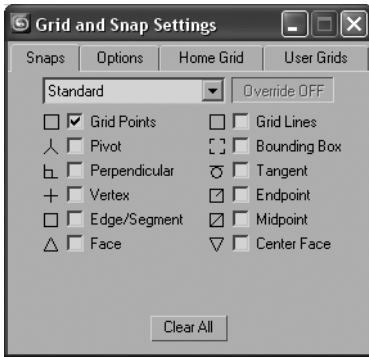 Grid and Snap Settings
Snaps Options Home Grid User Grids
Standard Override OFF
Grid Points Grid Lines
Pivot Bounding Box
Perpendicular Tangent
Vertex Endpoint
Edge/Segment Midpoint
Face Center Face
Clear All